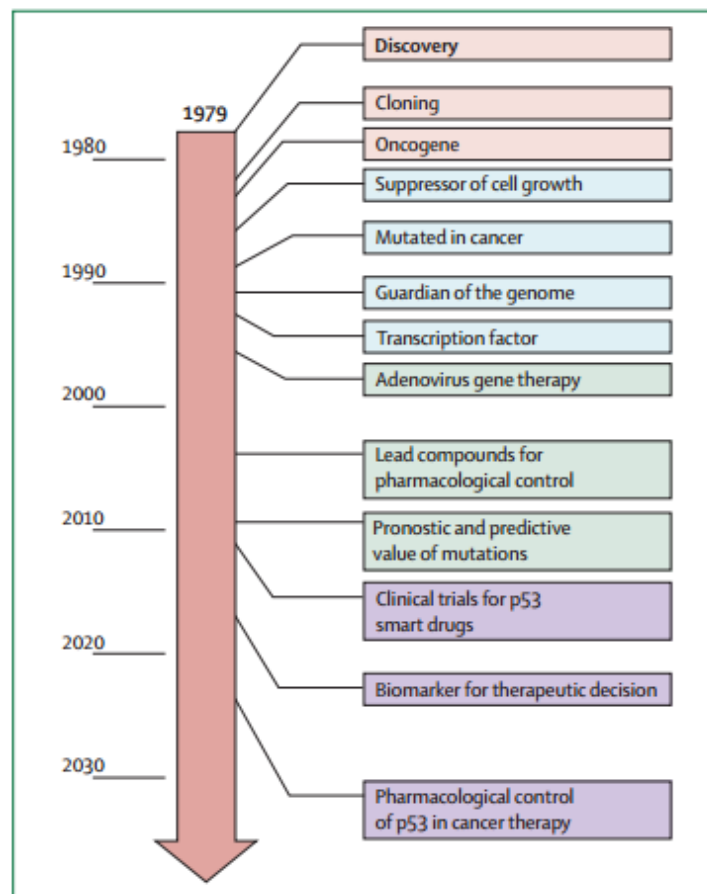 Discovery
1979
Cloning
1980
Oncogene
Suppressor of cell growth
Mutated in cancer
1990
Guardian of the genome
Transcription factor
Adenovirus gene therapy
2000
Lead compounds for
pharmacological control
2010
Pronostic and predictive
value of mutations
Clinical trials for p53
smart drugs
2020
Biomarker for therapeutic decision
2030
Pharmacological control
of p53 in cancer therapy